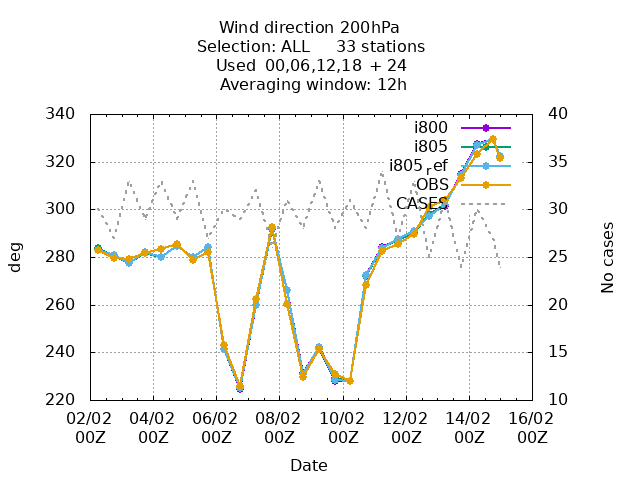 Wind direction 200hPa
Selection: ALL 33 stations
Used 00,06,12,18 + 24
Averaging window: 12h
340
320
300
280
260
240
220
deg
40
35
30
25
20
15
10
No cases
i800
i805
i805ref
OBS
CASES
02/02 04/02 06/02 08/02 10/02 12/02 14/02 16/02
00Z 00Z 00Z 00Z 00Z 00Z 00Z 00Z
Date